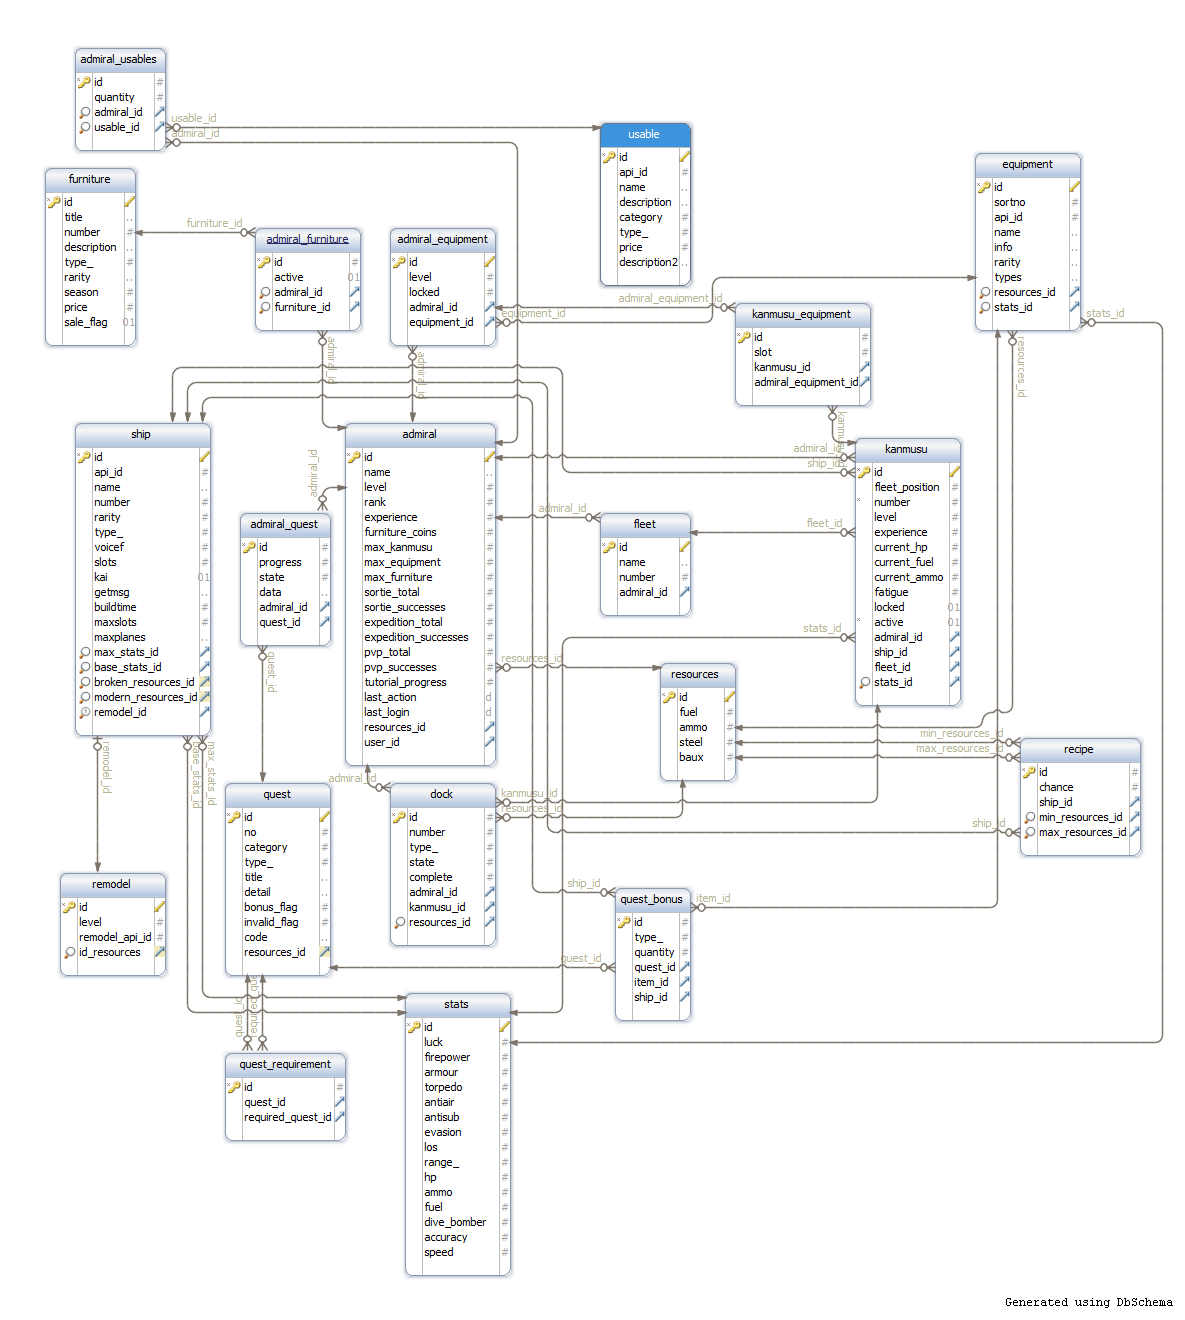 admiral_usables
id #
quantity #
admiral_id
usable_id
usable_id
admiral_id
usable
id
api_id #
name ..
description ..
category #
type_ #
price #
description2 ..
equipment
id
sortno #
api_id #
name ..
info ..
rarity ..
types ..
resources_id
stats_id
furniture
id
title ..
number #
description ..
type_ #
rarity ..
season #
price #
sale_flag 01
furniture_id
admiral_furniture
id #
active 01
admiral_id
furniture_id
admiral_equipment
id
level #
locked #
admiral_id
equipment_id
admiral_equipment_id
equipment_id
kanmusu_equipment
id #
slot #
kanmusu_id
admiral_equipment_id
stats_id
resources_id
admiral_id
admiral_id
ship
id
api_id #
name ..
number #
rarity #
type_ #
voicef #
slots #
kai 01
getmsg ..
buildtime #
maxslots #
maxplanes ..
max_stats_id
base_stats_id
broken_resources_id
modern_resources_id
remodel_id
admiral
id
name ..
level #
rank #
experience #
furniture_coins #
max_kanmusu #
max_equipment #
max_furniture #
sortie_total #
sortie_successes #
expedition_total #
expedition_successes #
pvp_total #
pvp_successes #
tutorial_progress #
last_action d
last_login d
resources_id
user_id
admiral_id
ship_id
kanmusu
id
fleet_position #
number #
level #
experience #
current_hp #
current_fuel #
current_ammo #
fatigue #
locked 01
active 01
admiral_id
ship_id
fleet_id
stats_id
admiral_id
admiral_quest
id #
progress #
state #
data ..
admiral_id
quest_id
admiral_id
fleet
id
name ..
number #
admiral_id
fleet_id
stats_id
resources_id
resources
id
fuel #
ammo #
steel #
baux #
quest_id
min_resources_id
max_resources_id
recipe
id #
chance #
ship_id
min_resources_id
max_resources_id
remodel_id
base_stats_id
max_stats_id
admiral_id
quest
id
no #
category #
type_ #
title ..
detail ..
bonus_flag #
invalid_flag #
code ..
resources_id
dock
id #
number #
type_ #
state #
complete #
admiral_id
kanmusu_id
resources_id
kanmusu_id
resources_id
ship_id
remodel
id
level #
remodel_api_id #
id_resources
ship_id
quest_bonus
id #
type_ #
quantity #
quest_id
item_id
ship_id
item_id
quest_id
stats
id
luck #
firepower #
armour #
torpedo #
antiair #
antisub #
evasion #
los #
range_ #
hp #
ammo #
fuel #
dive_bomber #
accuracy #
speed #
quest_id
quest_requirement
id #
quest_id
required_quest_id
Generated using DbSchema